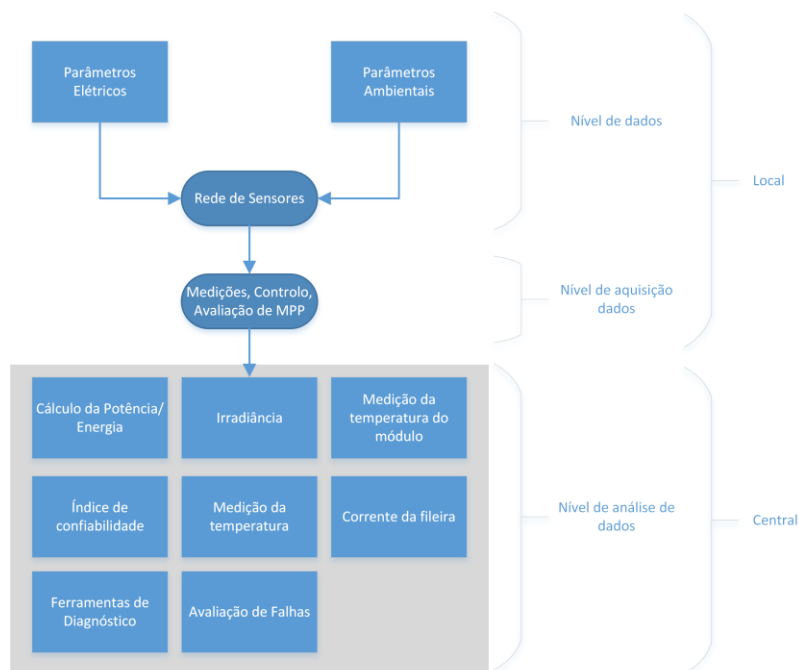 Parâmetros
Elétricos
Parâmetros
Ambientais
Nível de dados
Rede de Sensores
Local
Medições, Controlo,
Avaliação de MPP
Nível de aquisição
dados
Cálculo da Potência/
Energia
Irradiância
Medição da
temperatura do
módulo
Índice de
confiabilidade
Medição da
temperatura
Corrente da fileira
Nível de análise de
dados
Central
Ferramentas de
Diagnóstico
Avaliação de Falhas